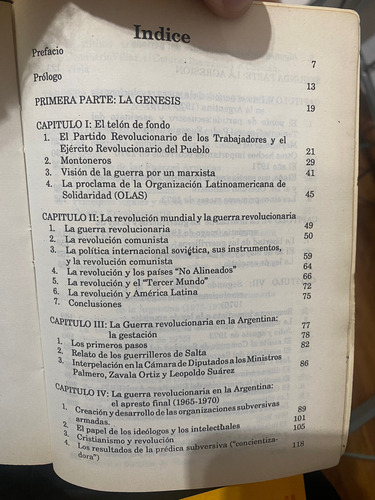 Indice
Prefacio
7
Prólogo
13
PRIMERA PARTE: LA GENESIS
19
CAPITULO I: El telón de fondo
1. El Partido Revolucionario de los Trabajadores y el
Ejército Revolucionario del Pueblo 21
2. Montoneros 29
3. Visión de la guerra por un marxista 41
4. La proclama de la Organización Latinoamericana de
Solidaridad (OLAS) 45
CAPITULO II: La revolución mundial y la guerra revolucionaria
1. La guerra revolucionaria 49
2. La revolución comunista 50
3. La política internacional soviética, sus instrumentos,
y la revolución comunista 59
4. La revolución y los países "No Alineados" 64
5. La revolución y el "Tercer Mundo" 66
6. La revolución y América Latina 72
7. Conclusiones 75
CAPITULO III: La Guerra revolucionaria en la Argentina:
la gestación 77
1. Los primeros pasos 78
2. Relato de los guerrilleros de Salta 82
3. Interpelación en la Cámara de Diputados a los Ministros
Palmero, Zavala Ortiz y Leopoldo Suárez 86
CAPITULO IV: La guerra revolucionaria en la Argentina:
el apresto final (1965-1970)
1. Creación y desarrollo de las organizaciones subversivas 89
armadas. 101
2. El papel de los ideólogos y los intelecthales
3. Cristianismo y revolución 105
4. Los resultados de la prédica subversiva ("concientiza-
dora") 118